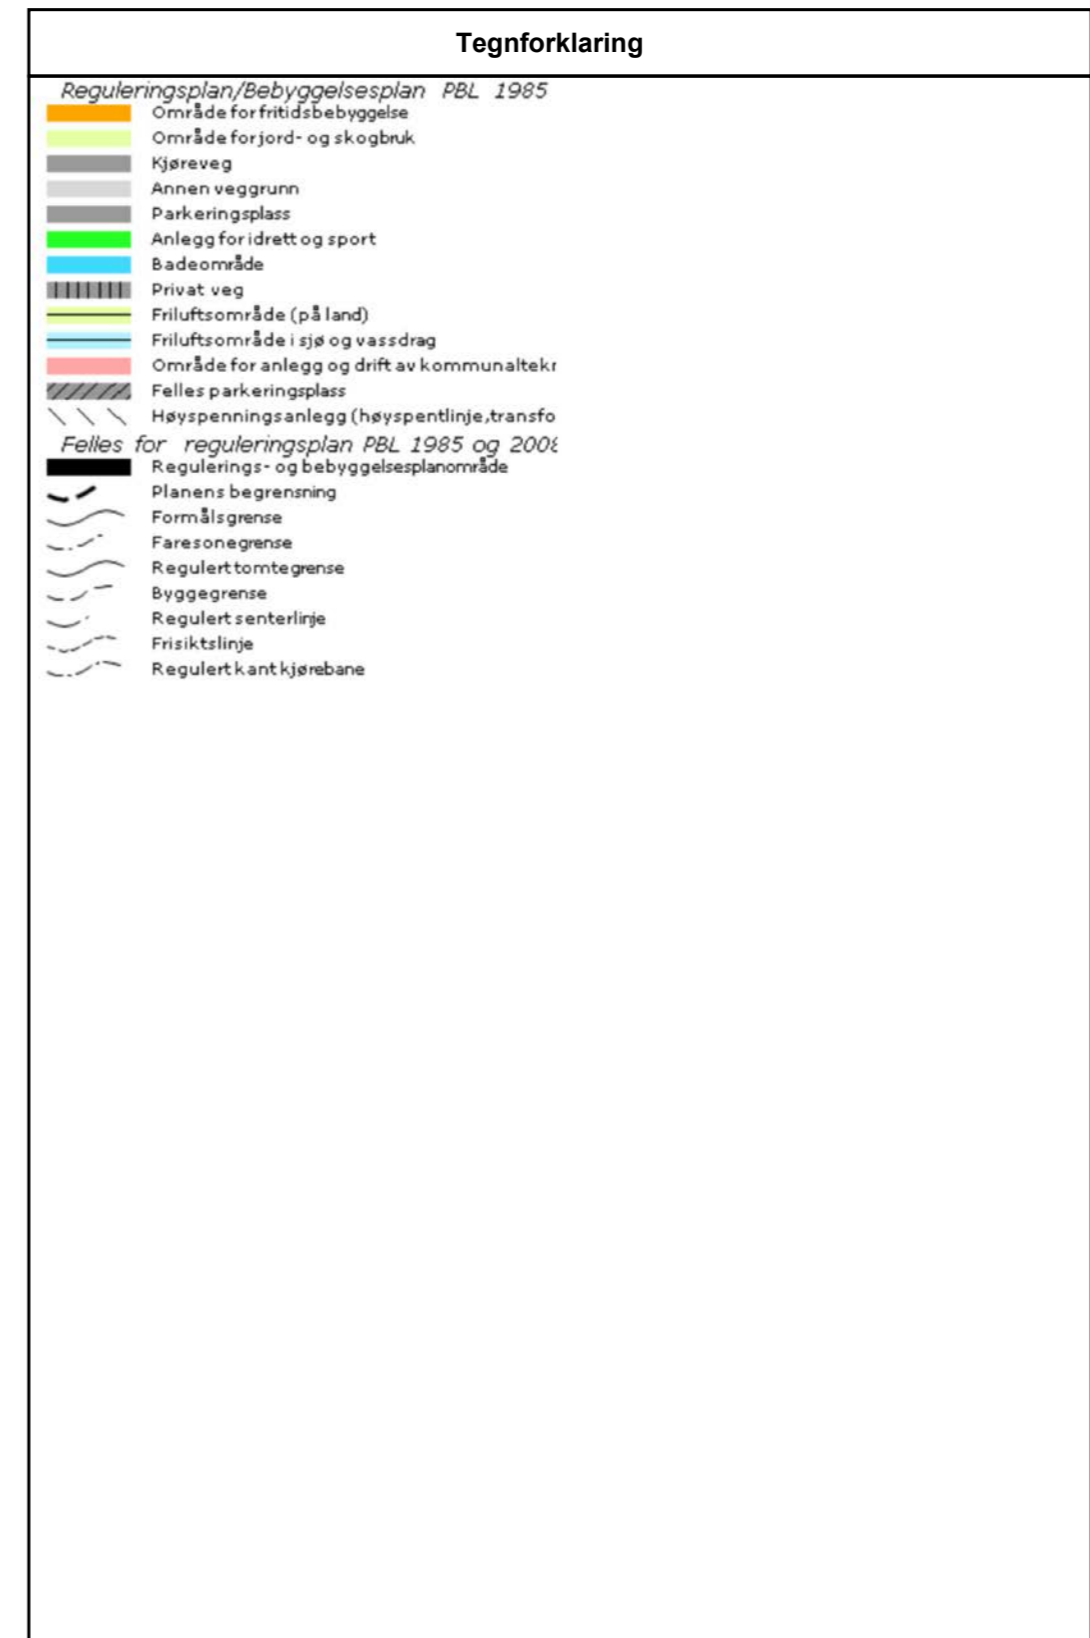 Tegnforklaring
Reguleringsplan/Bebyggelsesplan PBL 1985
Område for fritidsbebyggelse
Område for jord- og skogbruk
Kjøreveg
Annen veggrunn
Parkeringsplass
Anlegg for idrett og sport
Badeområde
Privat veg
Friluftsområde (på land)
Friluftsområde i sjø og vassdrag
Område for anlegg og drift av kommunaltekn
Felles parkeringsplass
Høyspenningsanlegg (høyspentlinje, transfo
Felles for reguleringsplan PBL 1985 og 2008
Regulerings- og bebyggelsesplanområde
Planens begrensning
Formålsgrense
Faresonegrense
Regulert tomtegrense
Byggegrense
Regulert senterlinje
Frisiktslinje
Regulert kant kjørebane